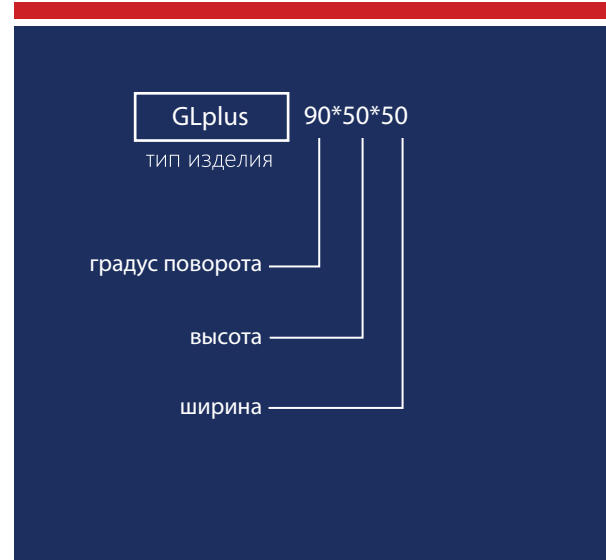 GLplus 90*50*50
тип изделия
градус поворота
высота
ширина